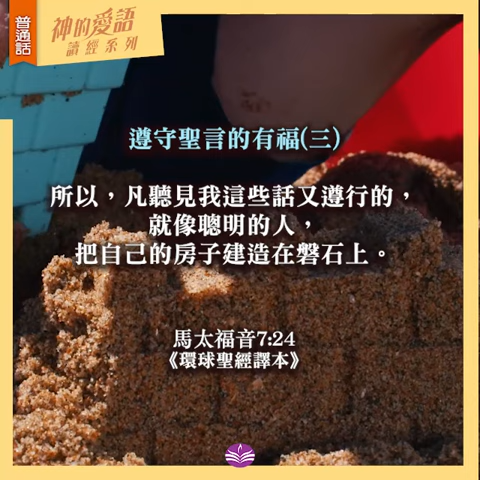 普通話
神的愛語
讀經系列
遵守聖言的有福(三)
所以，凡聽見我這些話又遵行的，
就像聰明的人，
把自己的房子建造在磐石上。
馬太福音7:24
《環球聖經譯本》